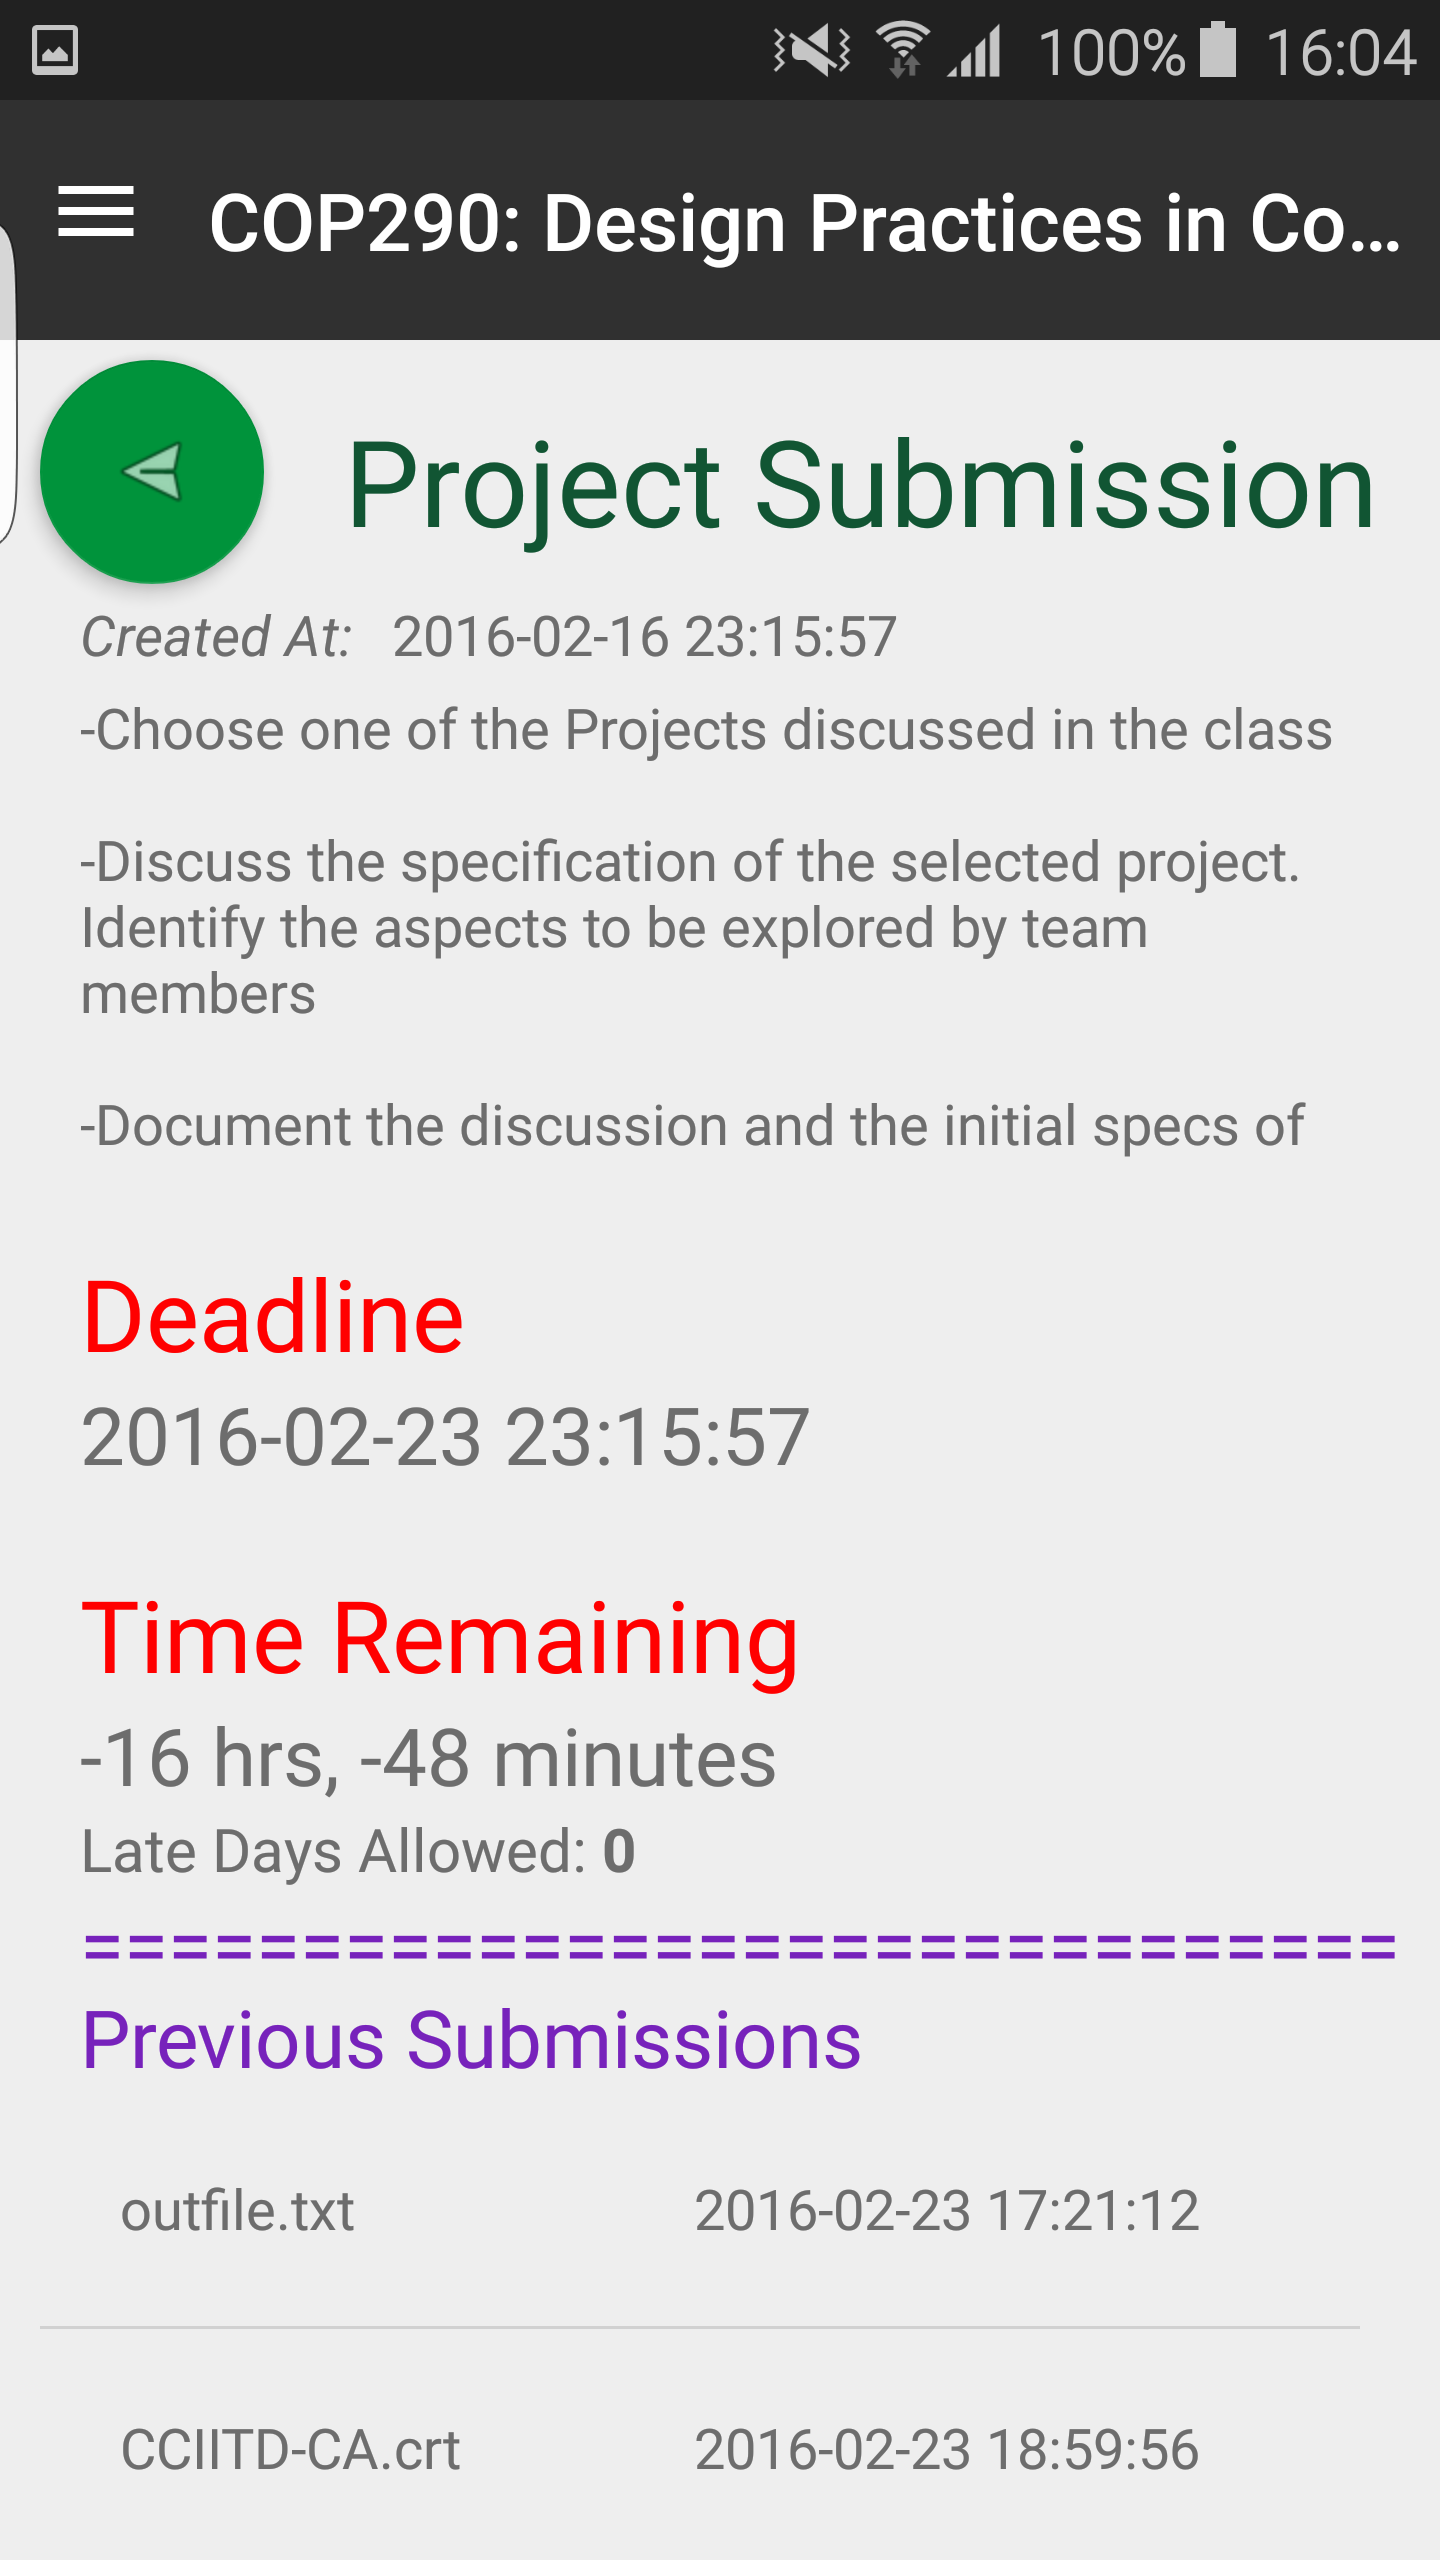 100% 16:04
COP290: Design Practices in Co...
Project Submission
Created At: 2016-02-16 23:15:57
-Choose one of the Projects discussed in the class
-Discuss the specification of the selected project.
Identify the aspects to be explored by team
members
-Document the discussion and the initial specs of
Deadline
2016-02-23 23:15:57
Time Remaining
-16 hrs, -48 minutes
Late Days Allowed: 0
==============================
Previous Submissions
outfile.txt 2016-02-23 17:21:12
CCIITD-CA.crt 2016-02-23 18:59:56